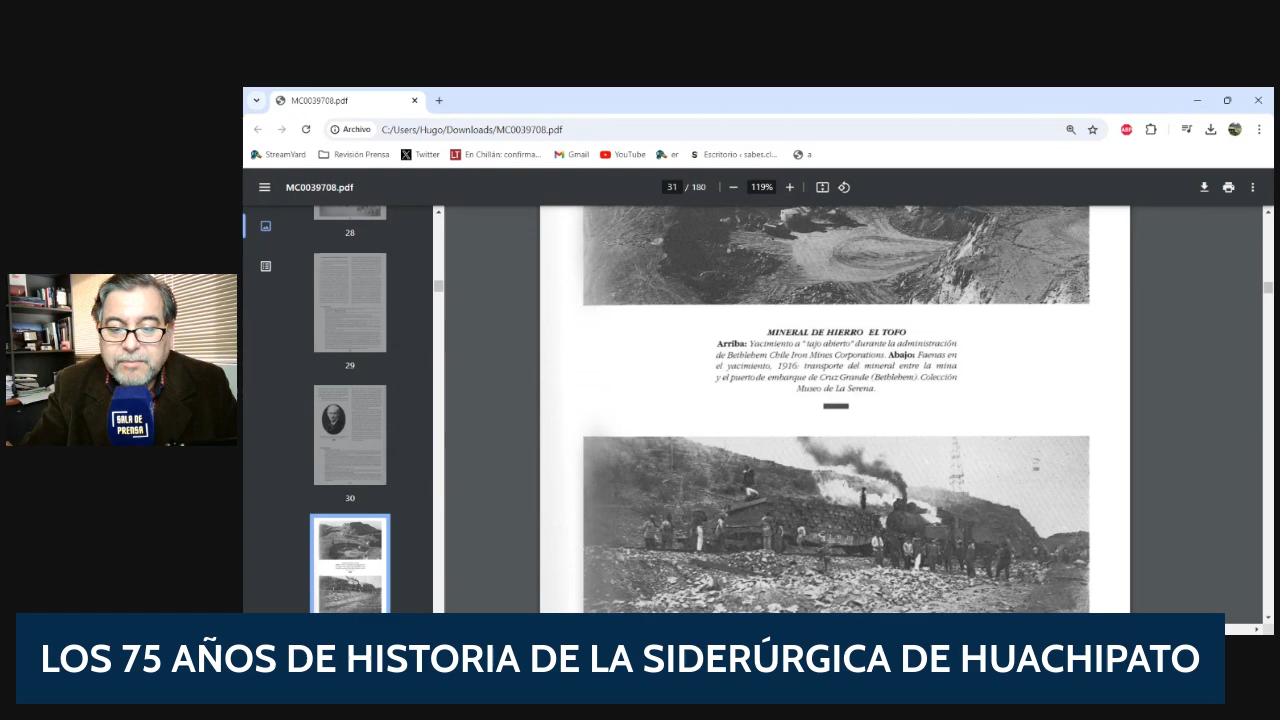 MC0039708.pdf
Archivo
C:/Users/Hugo/Downloads/MC0039708.pdf
ABP
StreamYard
Revisión Prensa
Twitter
LT En Chillán: confirma...
Gmail
YouTube
er
S Escritorio ‹ sabes.cl...
a
MC0039708.pdf
31 / 180
119%
28
29
30
MINERAL DE HIERRO EL TOFO
Arriba: Yacimiento a "tajo abierto" durante la administración
de Bethlehem Chile Iron Mines Corporations. Abajo: Faenas en
el yacimiento, 1916: transporte del mineral entre la mina
y el puerto de embarque de Cruz Grande (Bethlehem). Colección
Museo de La Serena.
SALA DE
PRENSA
LOS 75 AÑOS DE HISTORIA DE LA SIDERÚRGICA DE HUACHIPATO